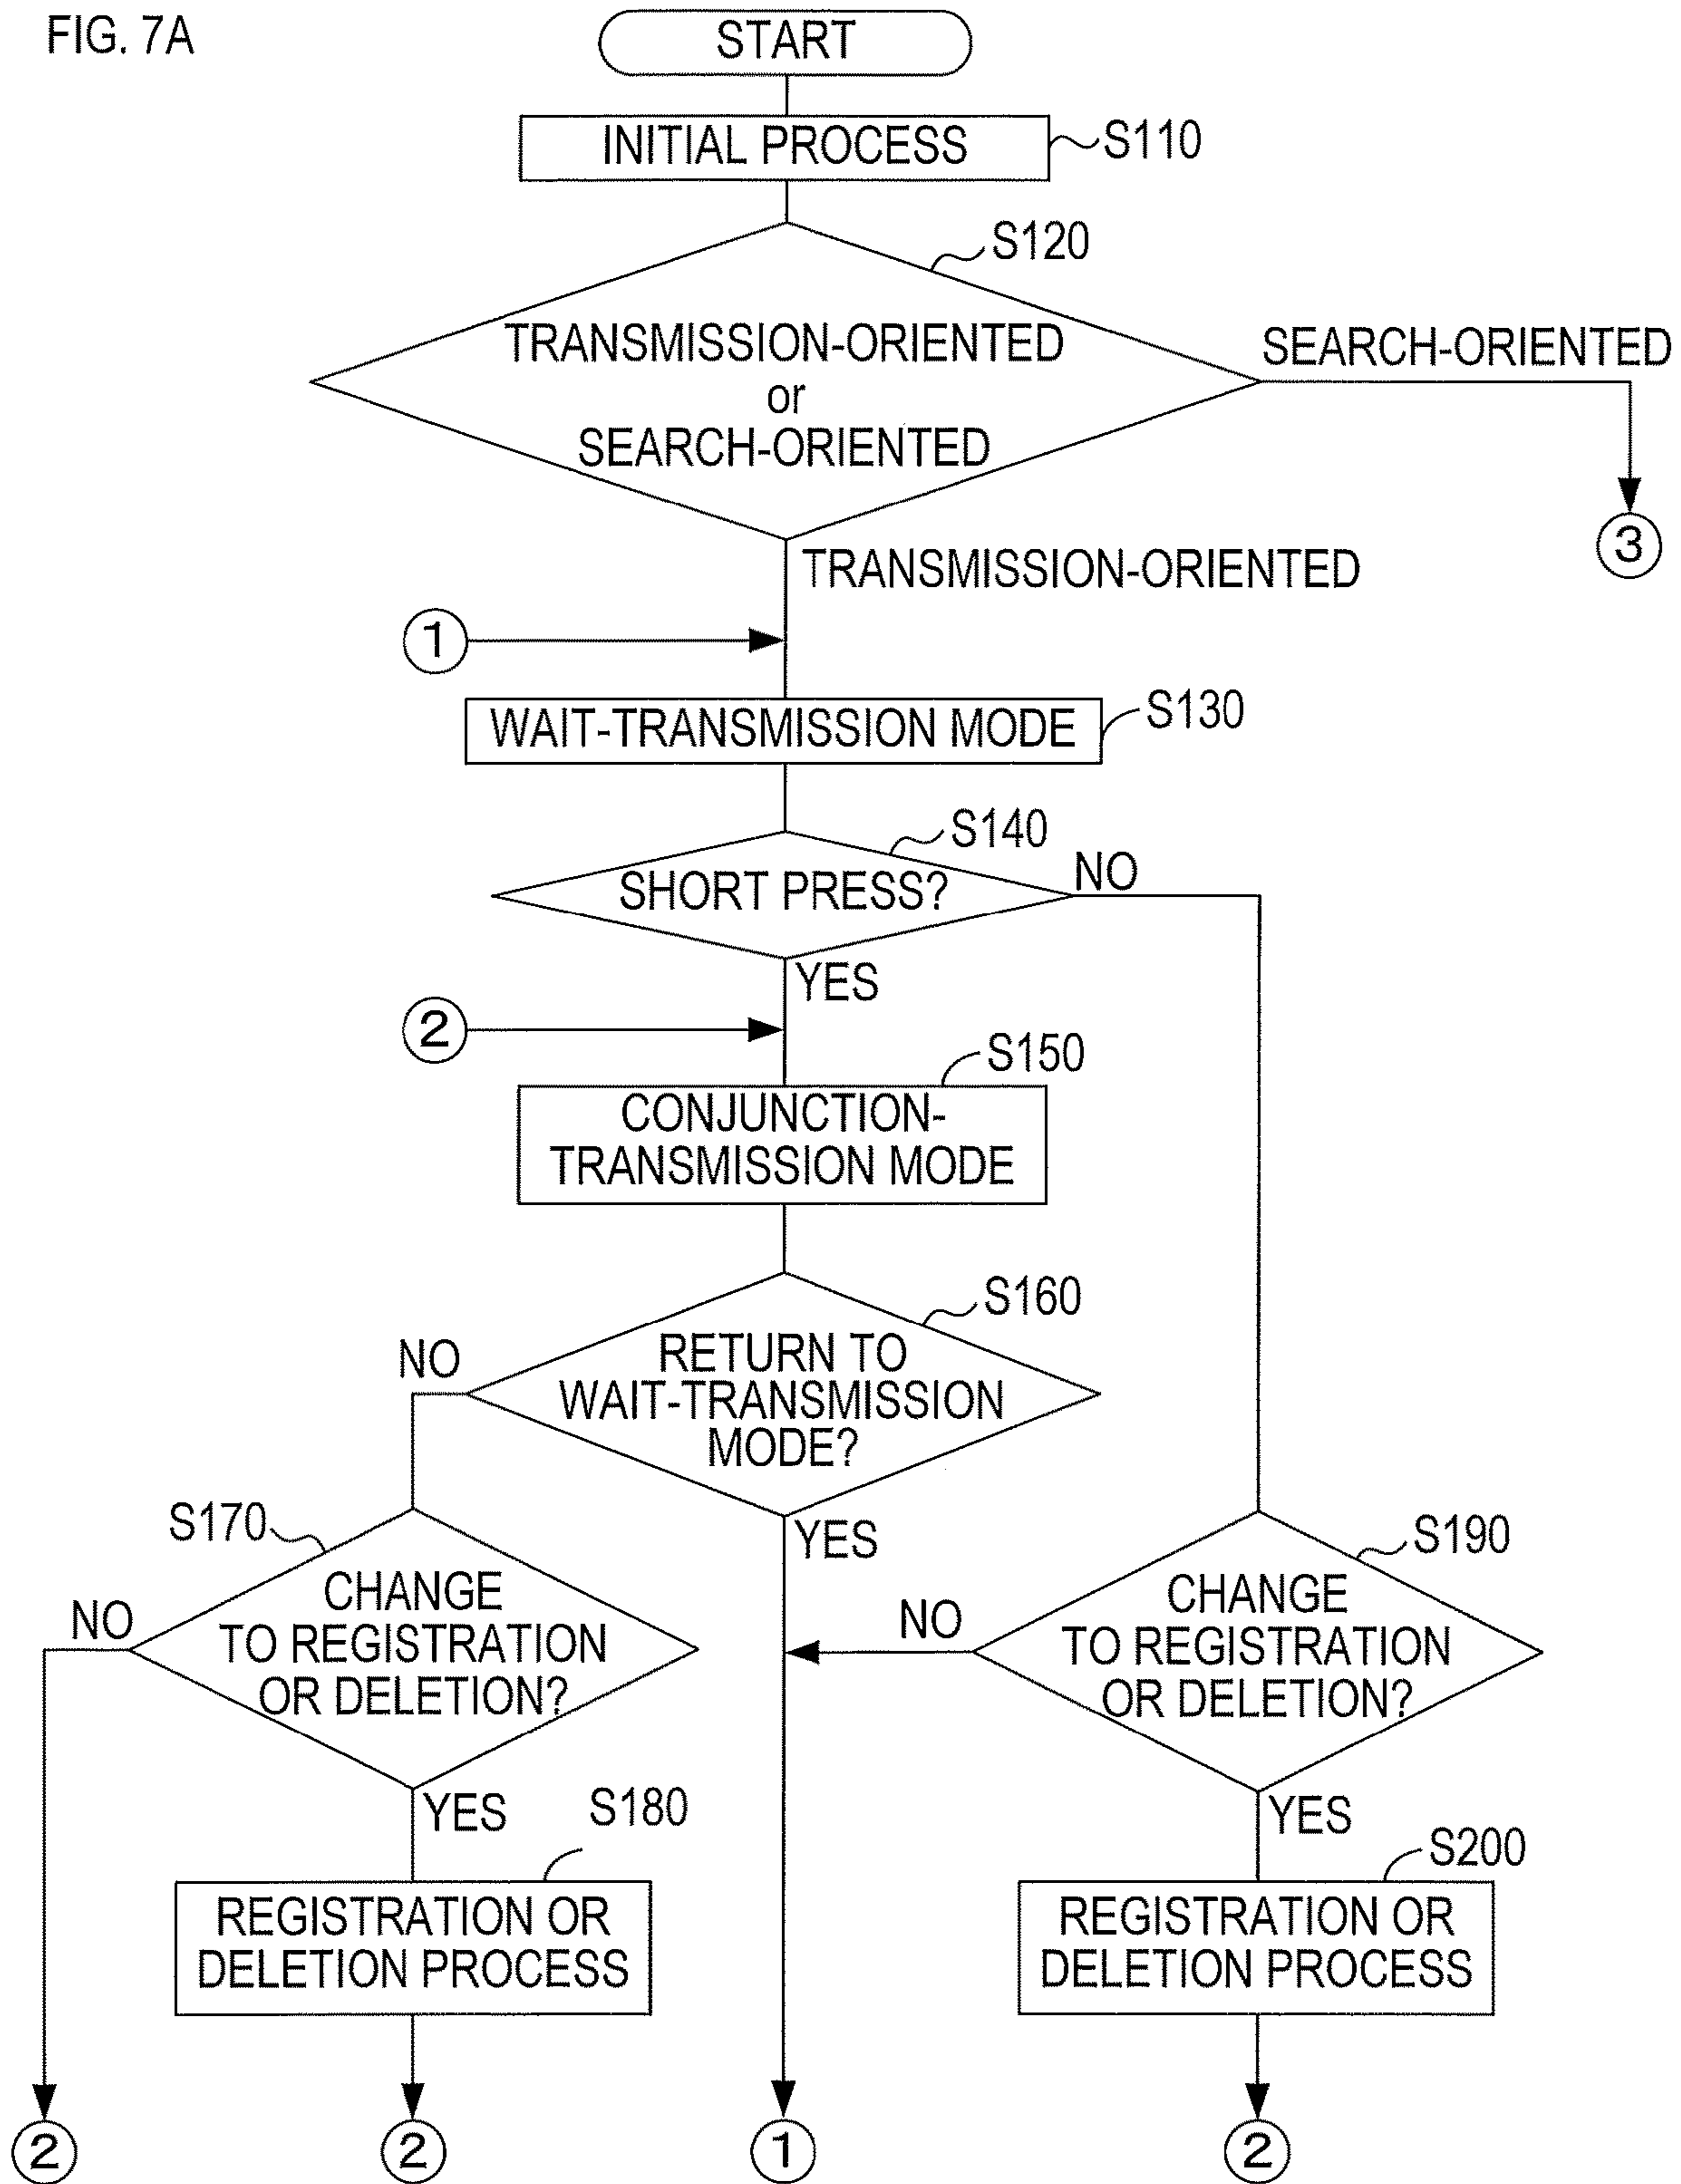 FIG. 7A
START
INITIAL PROCESS
S110
S120
TRANSMISSION-ORIENTED
or
SEARCH-ORIENTED
SEARCH-ORIENTED
3
TRANSMISSION-ORIENTED
1
WAIT-TRANSMISSION MODE
S130
S140
SHORT PRESS?
NO
YES
2
S150
CONJUNCTION-
TRANSMISSION MODE
S160
RETURN TO
WAIT-TRANSMISSION
MODE?
NO
YES
S170
CHANGE
TO REGISTRATION
OR DELETION?
NO
YES
S190
CHANGE
TO REGISTRATION
OR DELETION?
NO
YES
S180
REGISTRATION OR
DELETION PROCESS
S200
REGISTRATION OR
DELETION PROCESS
2
2
1
2